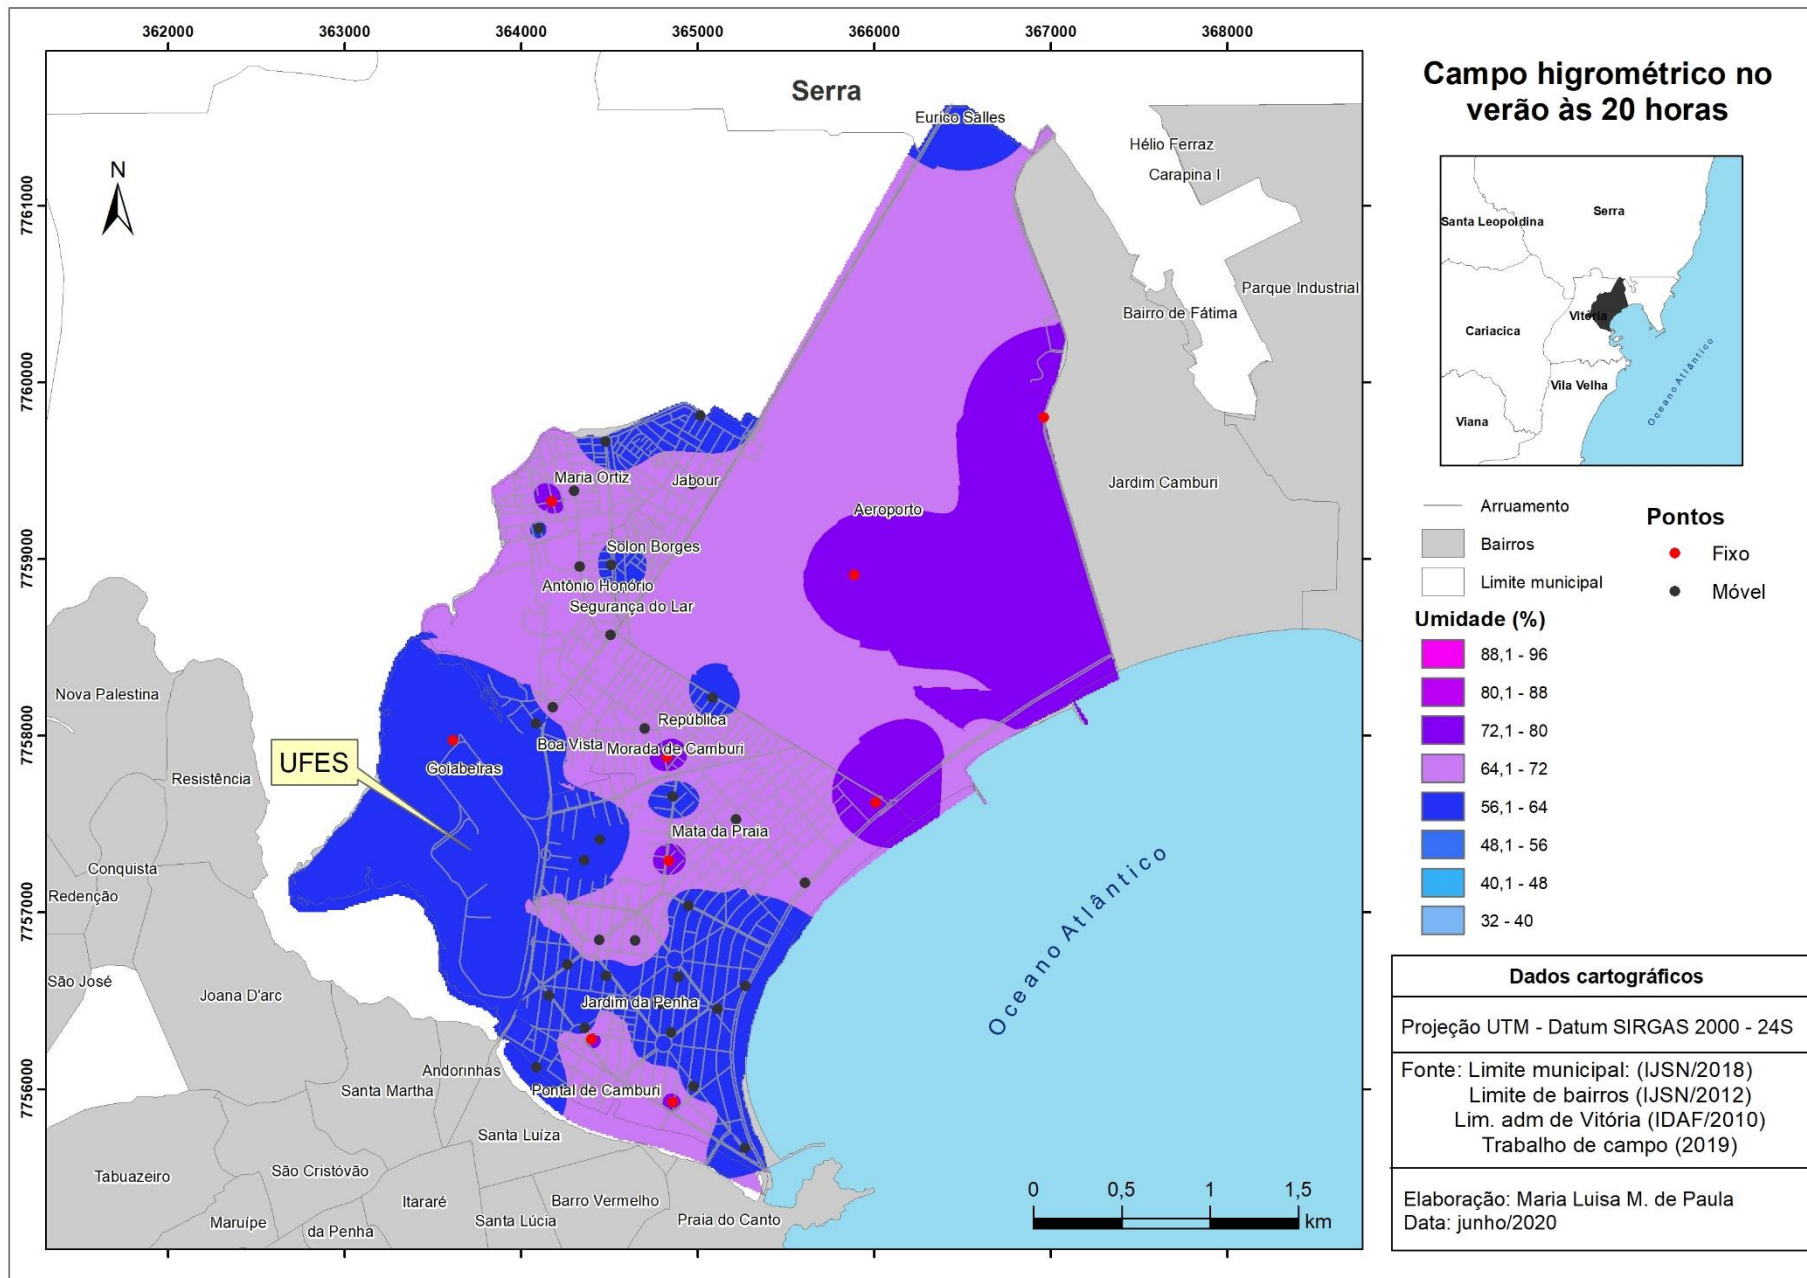 362000
363000
364000
365000
366000
367000
368000
7761000
7760000
7759000
7758000
7757000
7756000
N
Serra
Eurico Salles
Hélio Ferraz
Carapina I
Parque Industrial
Bairro de Fátima
Jardim Camburi
Aeroporto
Maria Ortiz
Jabour
Solon Borges
Antônio Honório
Segurança do Lar
Nova Palestina
Resistência
República
Boa Vista
Morada de Camburi
UFES
Goiabeiras
Mata da Praia
Conquista
Redenção
São José
Joana D'arc
Jardim da Penha
Andorinhas
Santa Martha
Pontal de Camburi
Santa Luíza
Tabuazeiro
São Cristóvão
Itararé
Barro Vermelho
Maruípe
da Penha
Santa Lúcia
Praia do Canto
Oceano Atlântico
0
0,5
1
1,5
km
Campo higrométrico no
verão às 20 horas
Santa Leopoldina
Serra
Cariacica
Vitória
Vila Velha
Viana
Oceano Atlântico
Arruamento
Bairros
Limite municipal
Pontos
Fixo
Móvel
Umidade (%)
88,1 - 96
80,1 - 88
72,1 - 80
64,1 - 72
56,1 - 64
48,1 - 56
40,1 - 48
32 - 40
Dados cartográficos
Projeção UTM - Datum SIRGAS 2000 - 24S
Fonte: Limite municipal: (IJSN/2018)
Limite de bairros (IJSN/2012)
Lim. adm de Vitória (IDAF/2010)
Trabalho de campo (2019)
Elaboração: Maria Luisa M. de Paula
Data: junho/2020